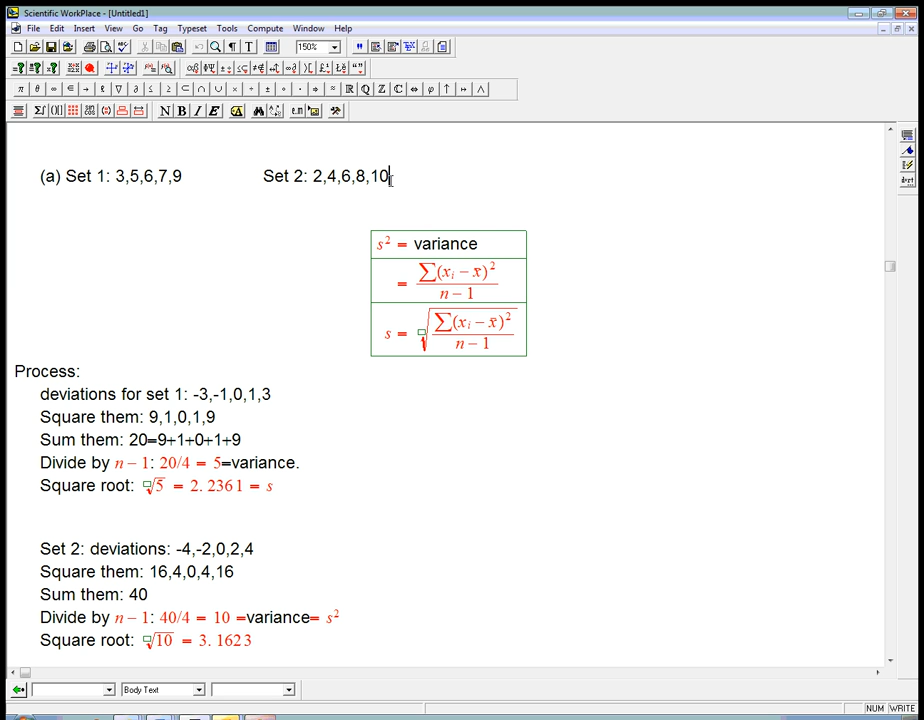 Scientific WorkPlace - [Untitled1]
File Edit Insert View Go Tag Typeset Tools Compute Window Help
150%
N B I E
(a) Set 1: 3,5,6,7,9 Set 2: 2,4,6,8,10
s² = variance
= ∑(xᵢ − x̄)² / n − 1
s = √(∑(xᵢ − x̄)² / n − 1)
Process:
deviations for set 1: -3,-1,0,1,3
Square them: 9,1,0,1,9
Sum them: 20=9+1+0+1+9
Divide by n − 1: 20/4 = 5=variance.
Square root: √5 = 2. 2361 = s
Set 2: deviations: -4,-2,0,2,4
Square them: 16,4,0,4,16
Sum them: 40
Divide by n − 1: 40/4 = 10 =variance= s²
Square root: √10 = 3. 1623
Body Text
NUM WRITE